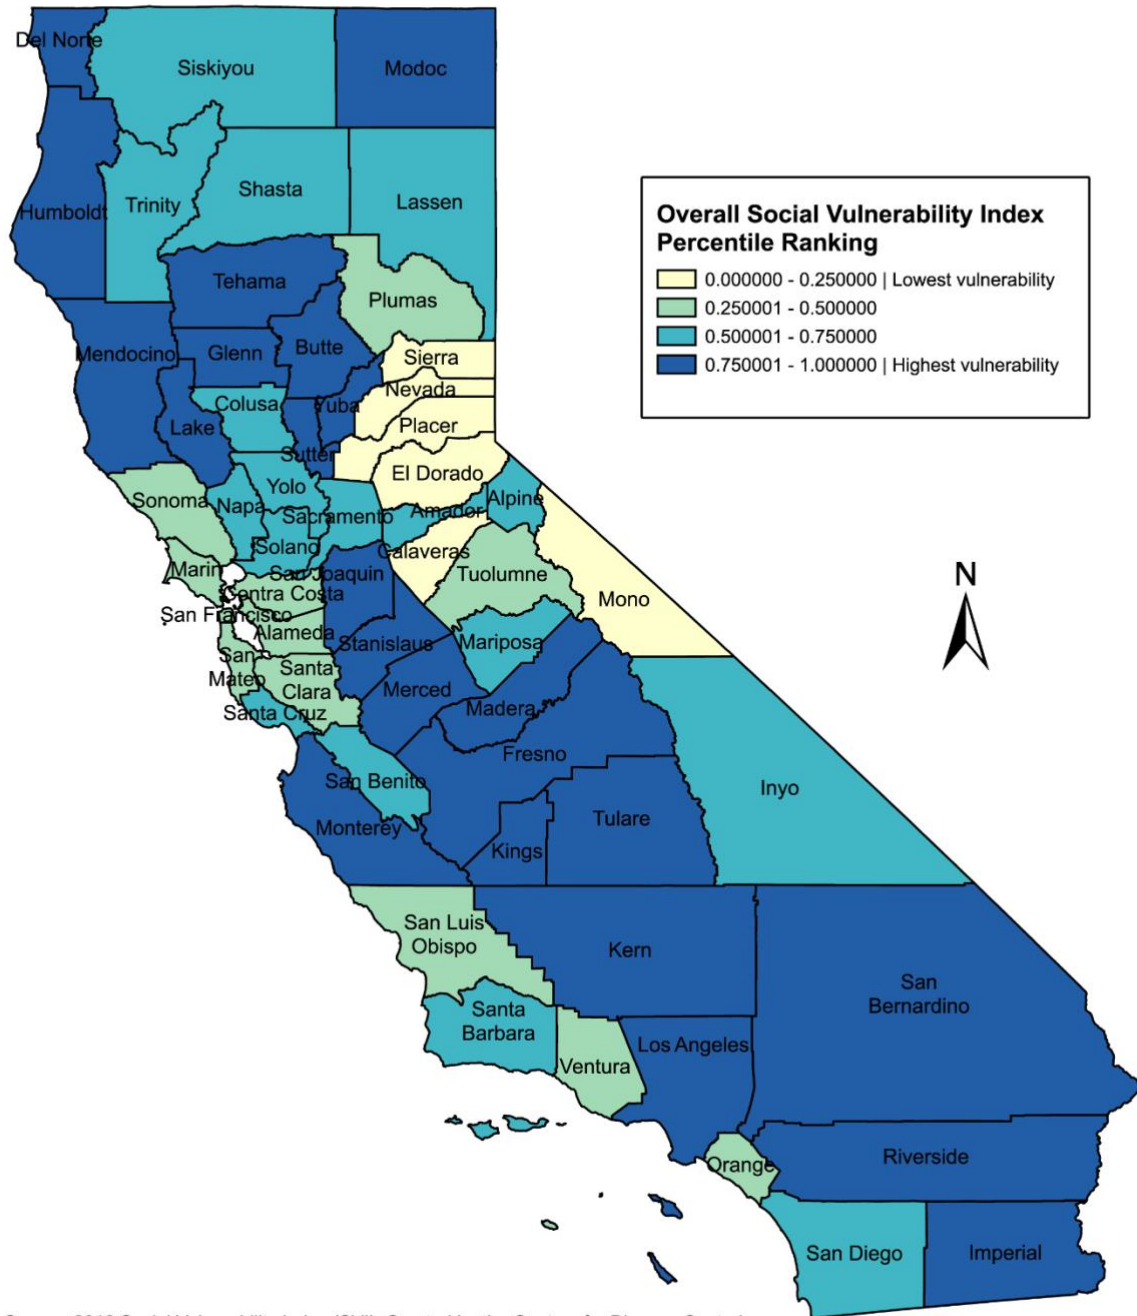 Del Norte
Siskiyou
Modoc
Humboldt
Trinity
Shasta
Lassen
Overall Social Vulnerability Index
Percentile Ranking
0.000000 - 0.250000 | Lowest vulnerability
0.250001 - 0.500000
0.500001 - 0.750000
0.750001 - 1.000000 | Highest vulnerability
Tehama
Plumas
Mendocino
Glenn
Butte
Sierra
Nevada
Colusa
Yuba
Lake
Placer
Sutter
El Dorado
Sonoma
Napa
Yolo
Alpine
Amador
Sacramento
Solano
Calaveras
Marin
San Joaquin
Tuolumne
Contra Costa
Mono
N
San Francisco
Alameda
Stanislaus
Mariposa
San
Mateo
Santa
Clara
Merced
Madera
Santa Cruz
Fresno
San Benito
Inyo
Monterey
Tulare
Kings
San Luis
Obispo
Kern
San
Bernardino
Santa
Barbara
Los Angeles
Ventura
Orange
Riverside
San Diego
Imperial